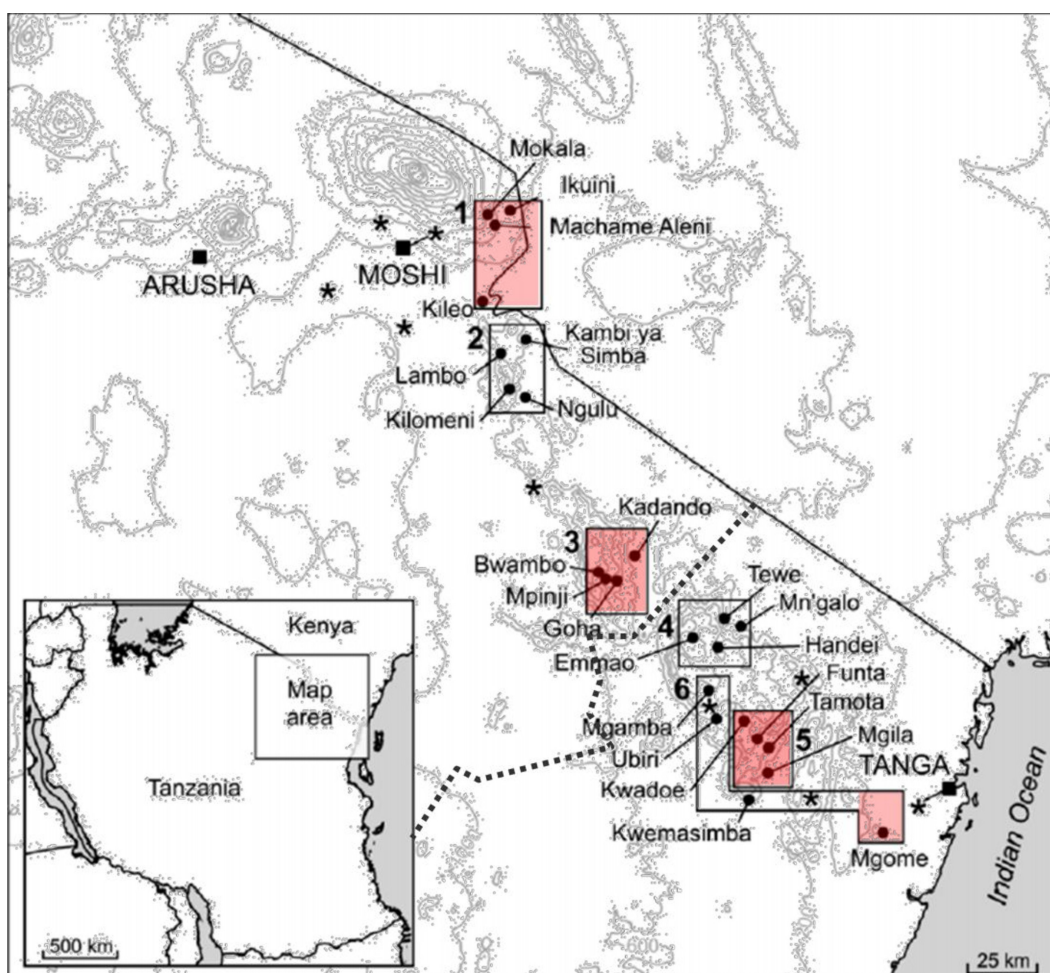 Mokala
Ikuini
1
Machame Aleni
ARUSHA
MOSHI
Kileo
2
Kambi ya
Simba
Lambo
Kilomeni
Ngulu
Kadando
3
Bwambo
Mpinji
Goha
Tewe
Mn'galo
4
Emmao
Handei
Funta
6
Tamota
Mgamba
5
Mgila
Ubiri
TANGA
Kwadoe
Kwemasimba
Mgome
Indian Ocean
25 km
Kenya
Map
area
Tanzania
500 km